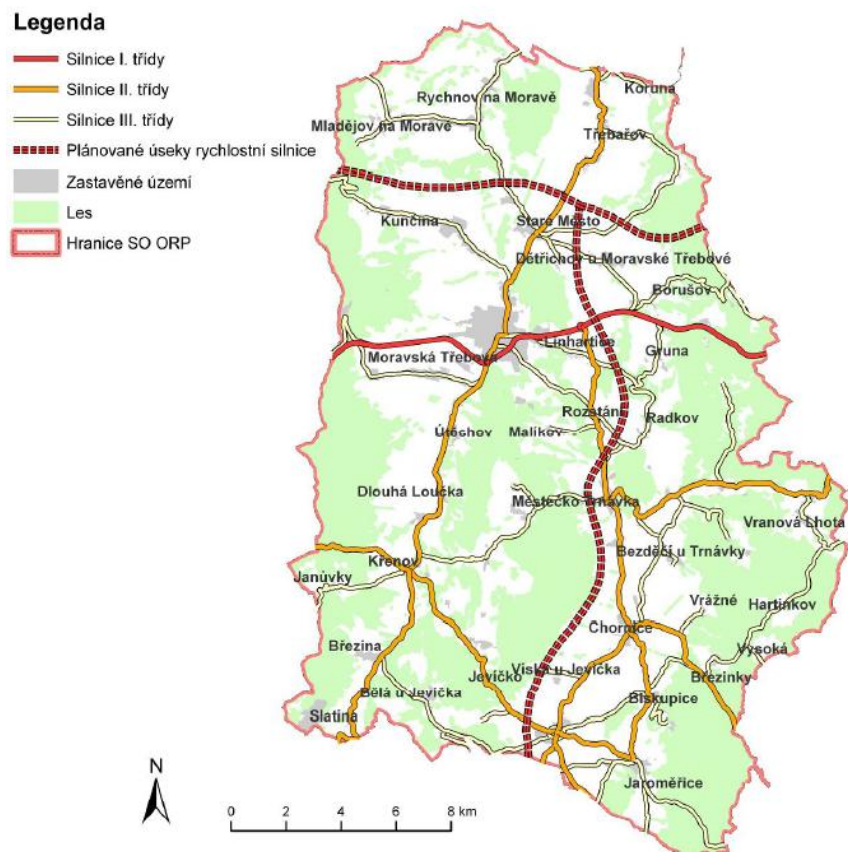 Legenda
Silnice I. třídy
Silnice II. třídy
Silnice III. třídy
Plánované úseky rychlostní silnice
Zastavěné území
Les
Hranice SO ORP
Koruna
Rychnov na Moravě
Mladějov na Moravě
Třebařov
Kunčina
Staré Město
Dětřichov u Moravské Třebové
Borušov
Linhartice
Gruna
Moravská Třebová
Rozstání
Radkov
Útěchov
Malíkov
Dlouhá Loučka
Městečko Trnávka
Vranová Lhota
Bezděčí u Trnávky
Křenov
Janůvky
Vrážné
Hartinkov
Chornice
Březina
Vysoká
Víska u Jevíčka
Jevíčko
Březinky
Bělá u Jevíčka
Biskupice
Slatina
Jaroměřice
N
0 2 4 6 8 km